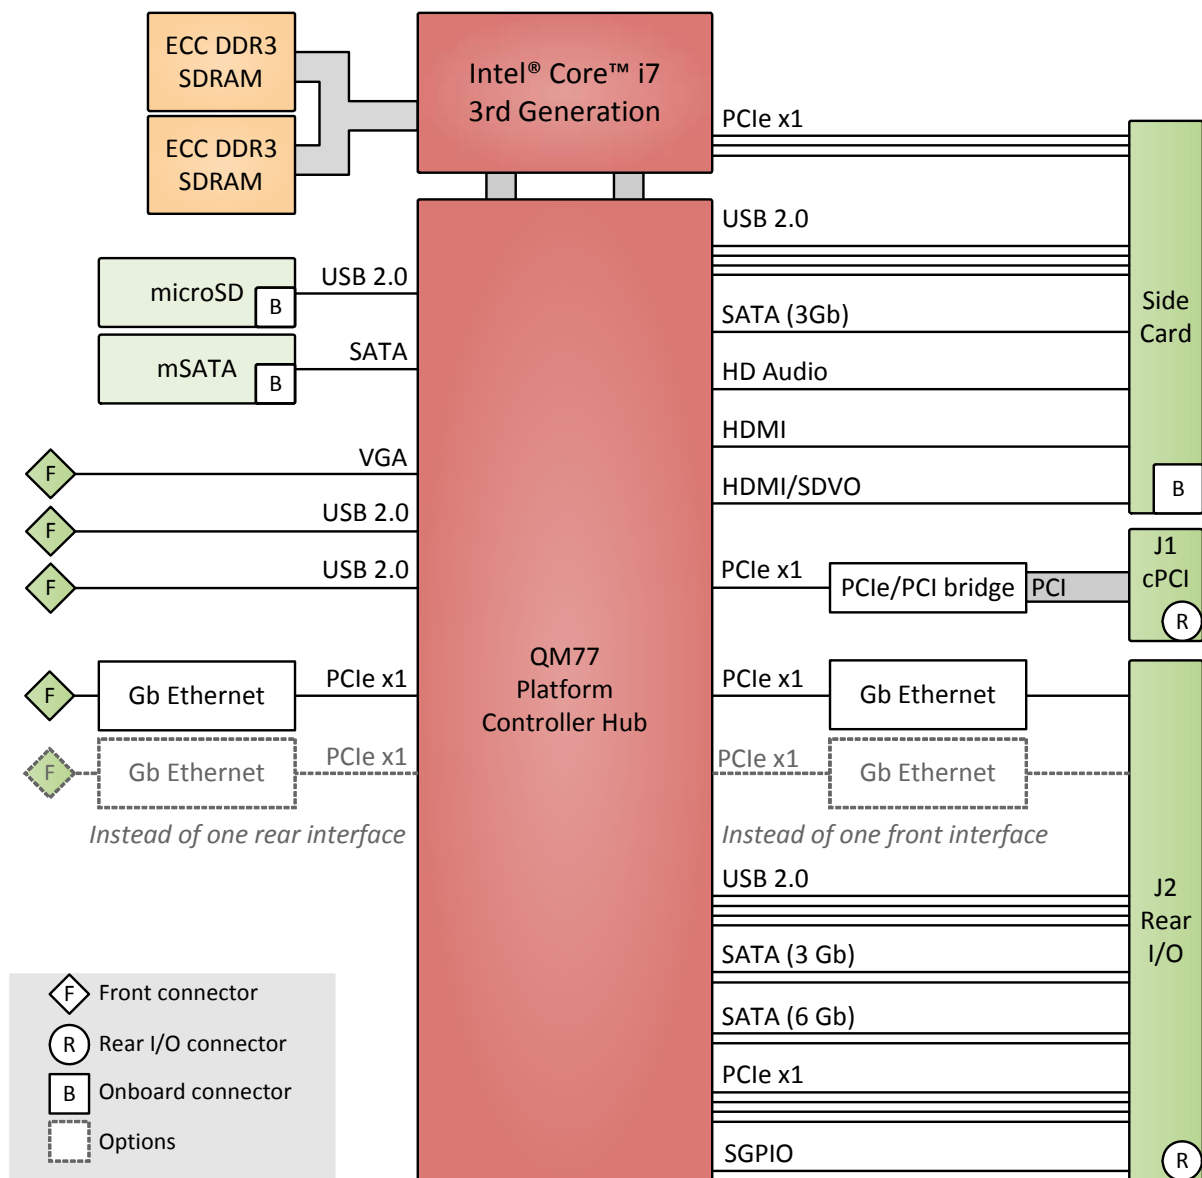 ECC DDR3
SDRAM
ECC DDR3
SDRAM
Intel® Core™ i7
3rd Generation
PCIe x1
USB 2.0
SATA (3Gb)
HD Audio
HDMI
HDMI/SDVO
Side
Card
B
microSD
B
USB 2.0
mSATA
B
SATA
F
VGA
F
USB 2.0
F
USB 2.0
QM77
Platform
Controller Hub
PCIe x1
PCIe/PCI bridge
PCI
J1
cPCI
R
F
Gb Ethernet
PCIe x1
F
Gb Ethernet
PCIe x1
Instead of one rear interface
PCIe x1
Gb Ethernet
PCIe x1
Gb Ethernet
Instead of one front interface
USB 2.0
SATA (3 Gb)
SATA (6 Gb)
PCIe x1
SGPIO
J2
Rear
I/O
R
F Front connector
R Rear I/O connector
B Onboard connector
Options